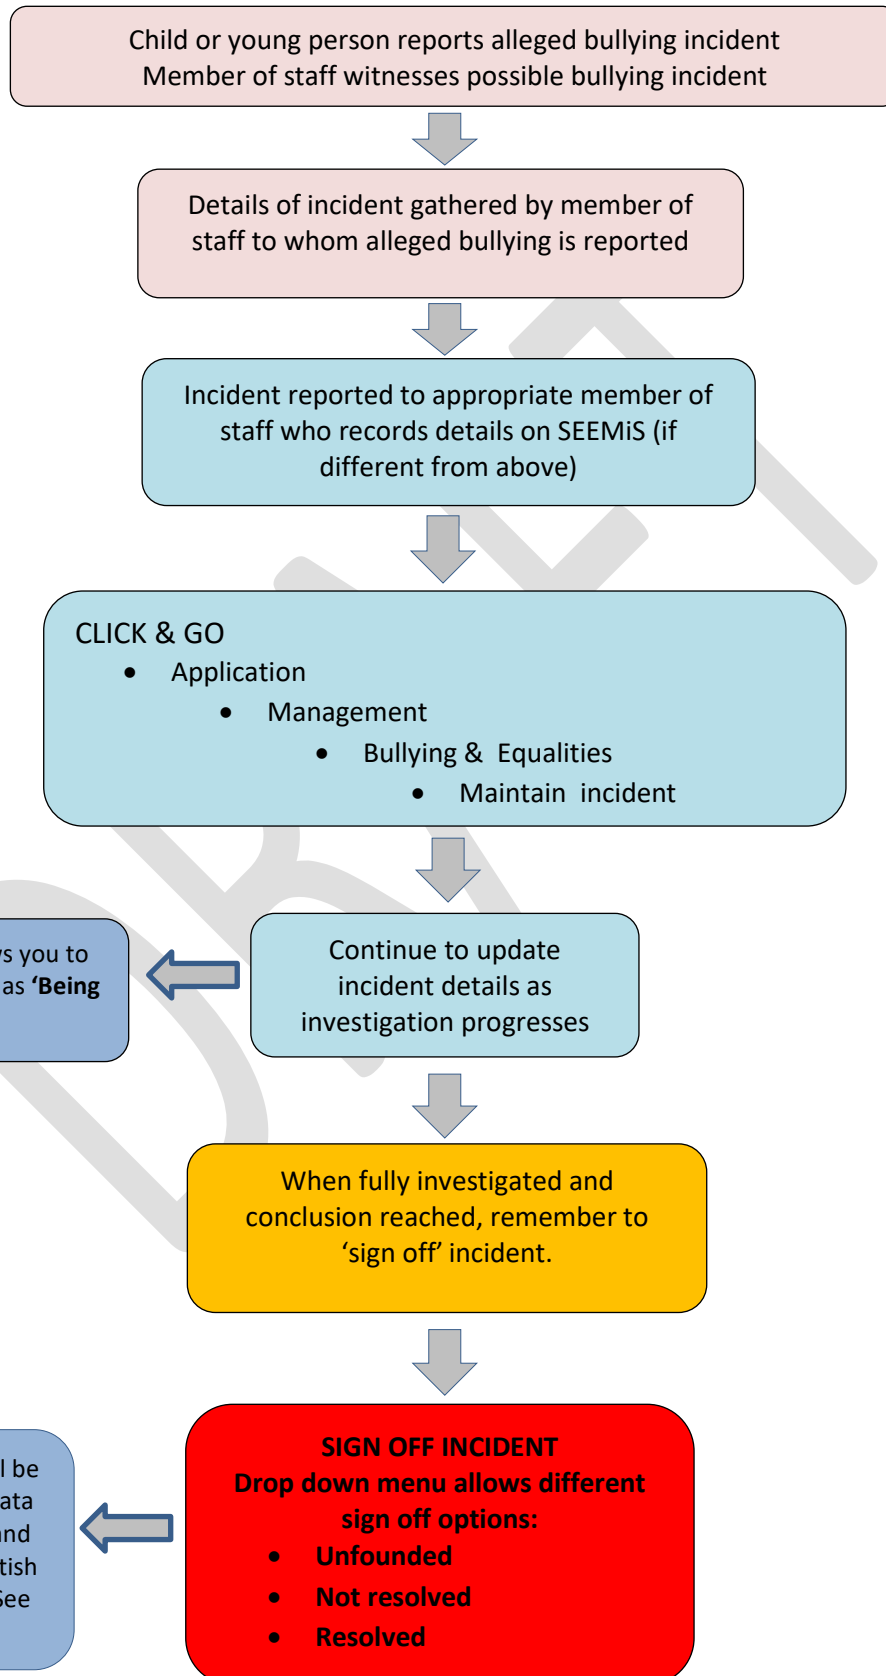 Child or young person reports alleged bullying incident
Member of staff witnesses possible bullying incident
Details of incident gathered by member of
staff to whom alleged bullying is reported
Incident reported to appropriate member of
staff who records details on SEEMiS (if
different from above)
CLICK & GO
• Application
• Management
• Bullying & Equalities
• Maintain incident
you to
as ‘Being
Continue to update
incident details as
investigation progresses
When fully investigated and
conclusion reached, remember to
‘sign off’ incident.
be
and
See
SIGN OFF INCIDENT
Drop down menu allows different
sign off options:
• Unfounded
• Not resolved
• Resolved
DRAFT